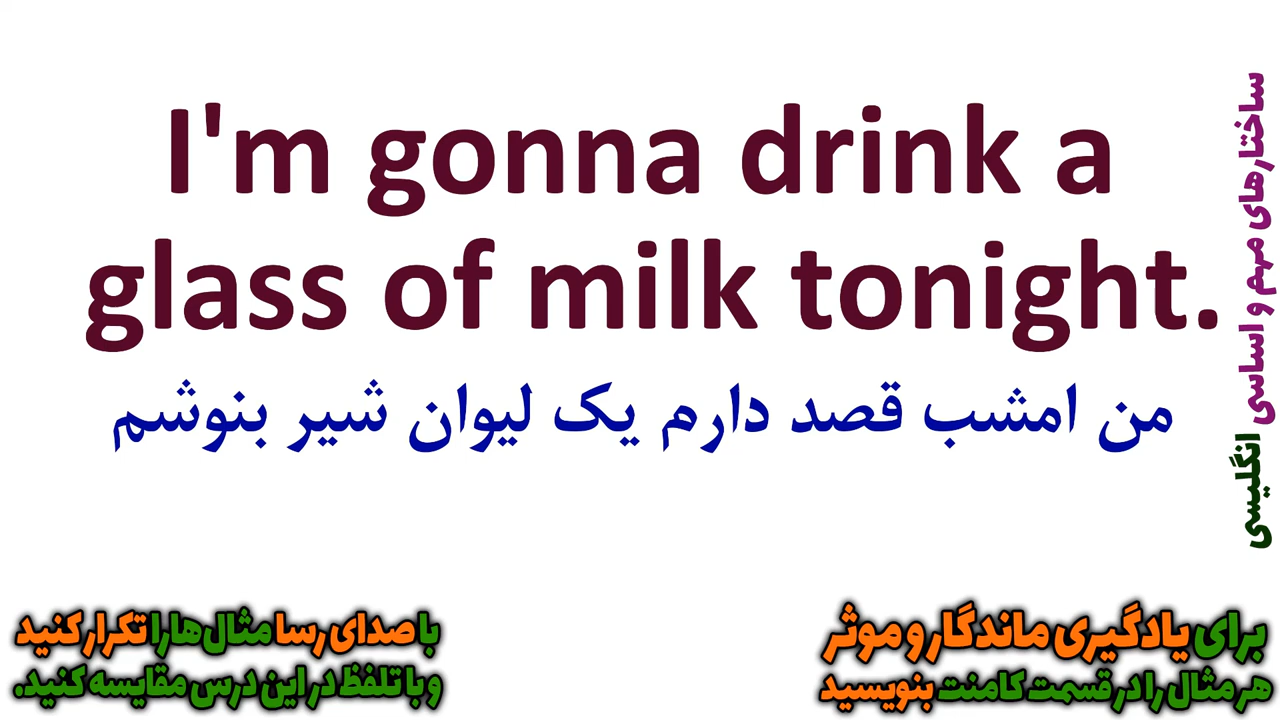 I'm gonna drink a
glass of milk tonight.
من امشب قصد دارم یک لیوان شیر بنوشم
ساختارهای مهم و اساسی انگلیسی
برای یادگیری ماندگار و موثر
هر مثال را در قسمت کامنت بنویسید
با صدای رسا مثال‌ها را تکرار کنید
و با تلفظ در این درس مقایسه کنید.